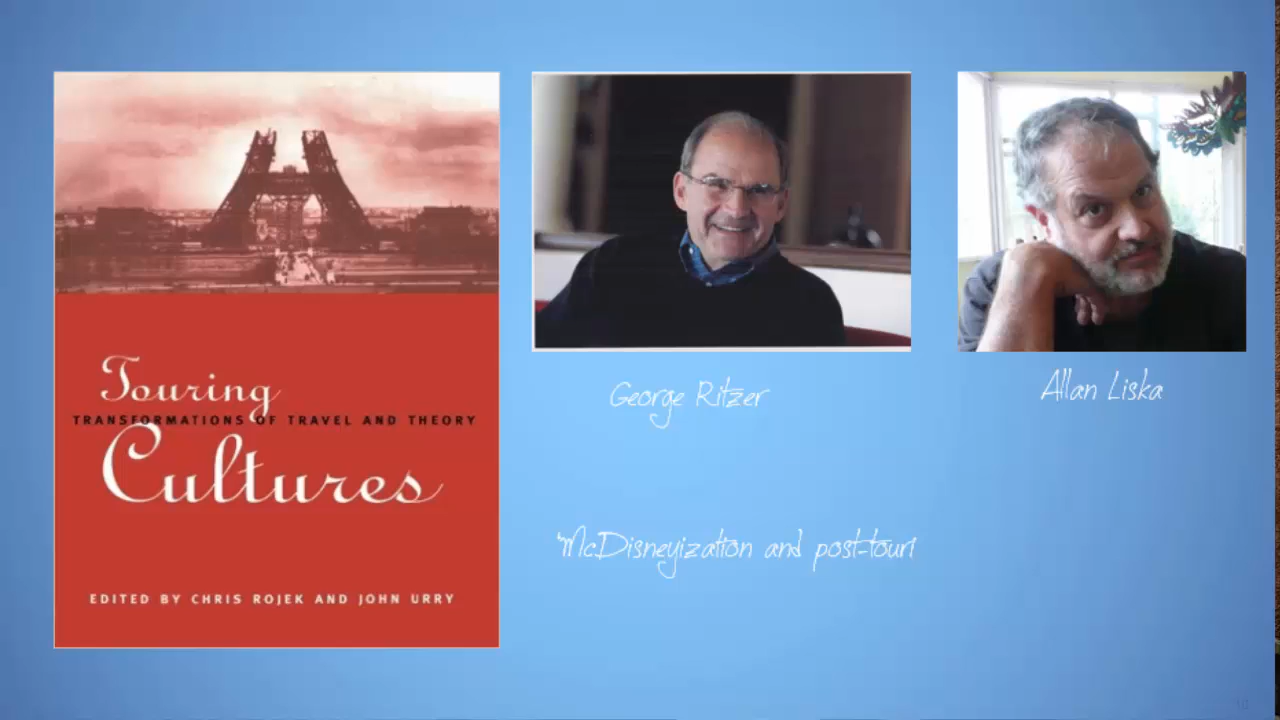 Touring
TRANSFORMATIONS OF TRAVEL AND THEORY
Cultures
EDITED BY CHRIS ROJEK AND JOHN URRY
George Ritzer
Allan Liska
'McDisneyization and post-touri
10